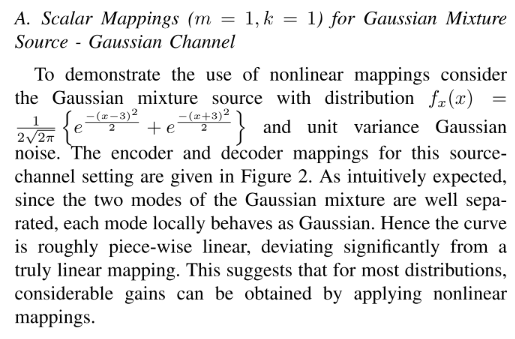 A. Scalar Mappings (m = 1, k = 1) for Gaussian Mixture
Source - Gaussian Channel
To demonstrate the use of nonlinear mappings consider
the Gaussian mixture source with distribution f_x(x) =
\frac{1}{2\sqrt{2\pi}} \left\{ e^{\frac{-(x-3)^2}{2}} + e^{\frac{-(x+3)^2}{2}} \right\} and unit variance Gaussian
noise. The encoder and decoder mappings for this source-
channel setting are given in Figure 2. As intuitively expected,
since the two modes of the Gaussian mixture are well sepa-
rated, each mode locally behaves as Gaussian. Hence the curve
is roughly piece-wise linear, deviating significantly from a
truly linear mapping. This suggests that for most distributions,
considerable gains can be obtained by applying nonlinear
mappings.